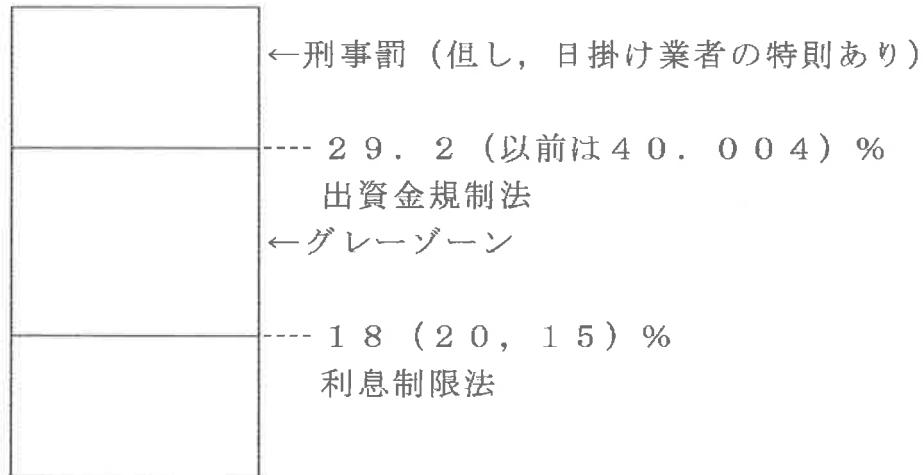 ←刑事罰（但し，日掛け業者の特則あり）
---- ２９．２（以前は４０．００４）％
出資金規制法
←グレーゾーン
---- １８（２０，１５）％
利息制限法